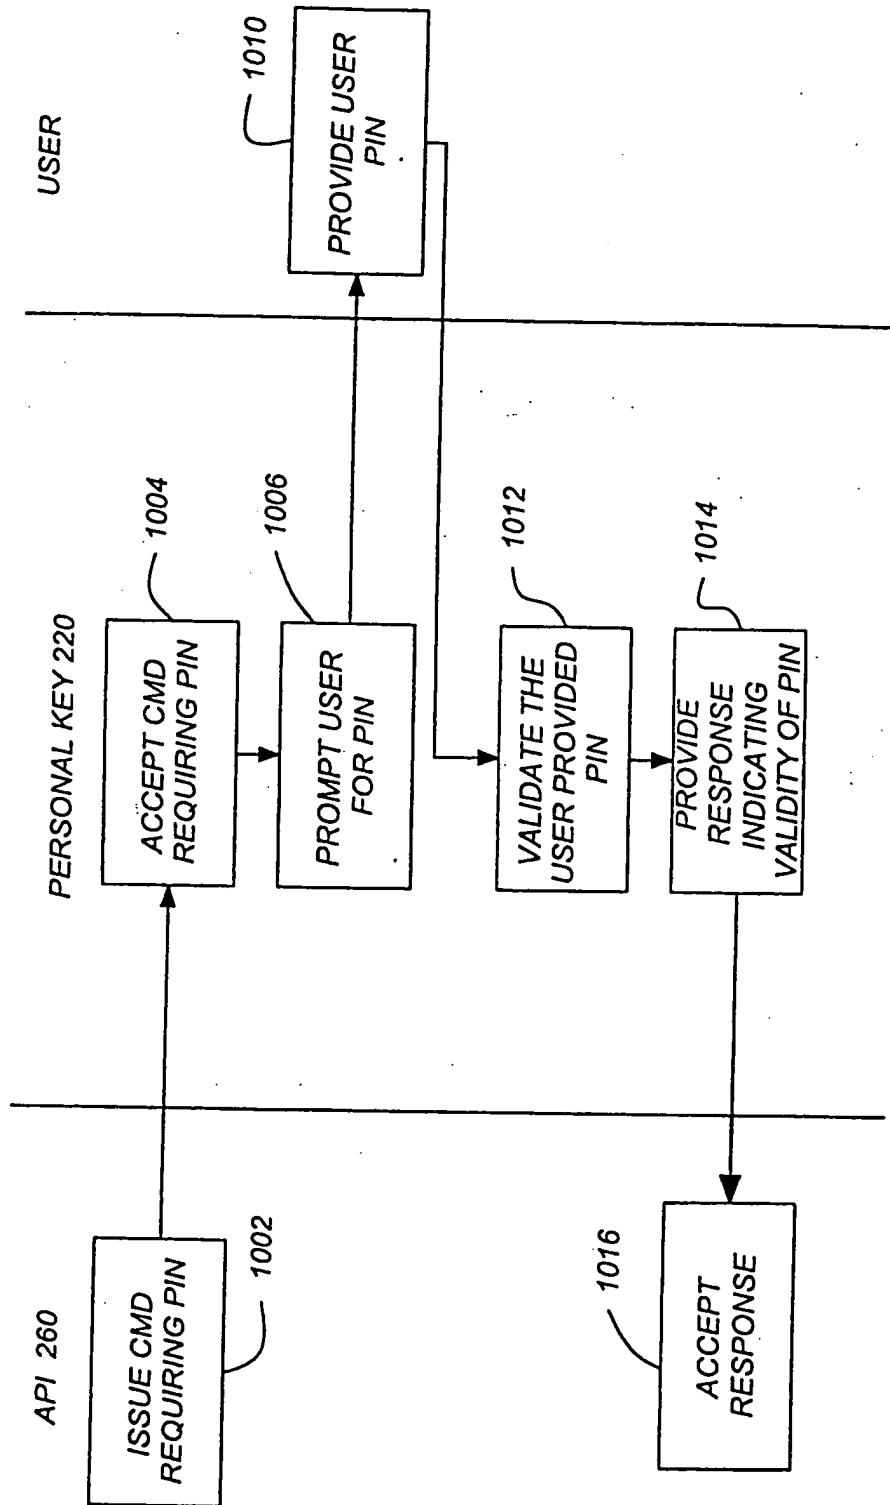 API 260
PERSONAL KEY 220
USER
ISSUE CMD
REQUIRING PIN
1002
ACCEPT CMD
REQUIRING PIN
1004
PROMPT USER
FOR PIN
1006
PROVIDE USER
PIN
1010
VALIDATE THE
USER PROVIDED
PIN
1012
PROVIDE
RESPONSE
INDICATING
VALIDITY OF PIN
1014
ACCEPT
RESPONSE
1016